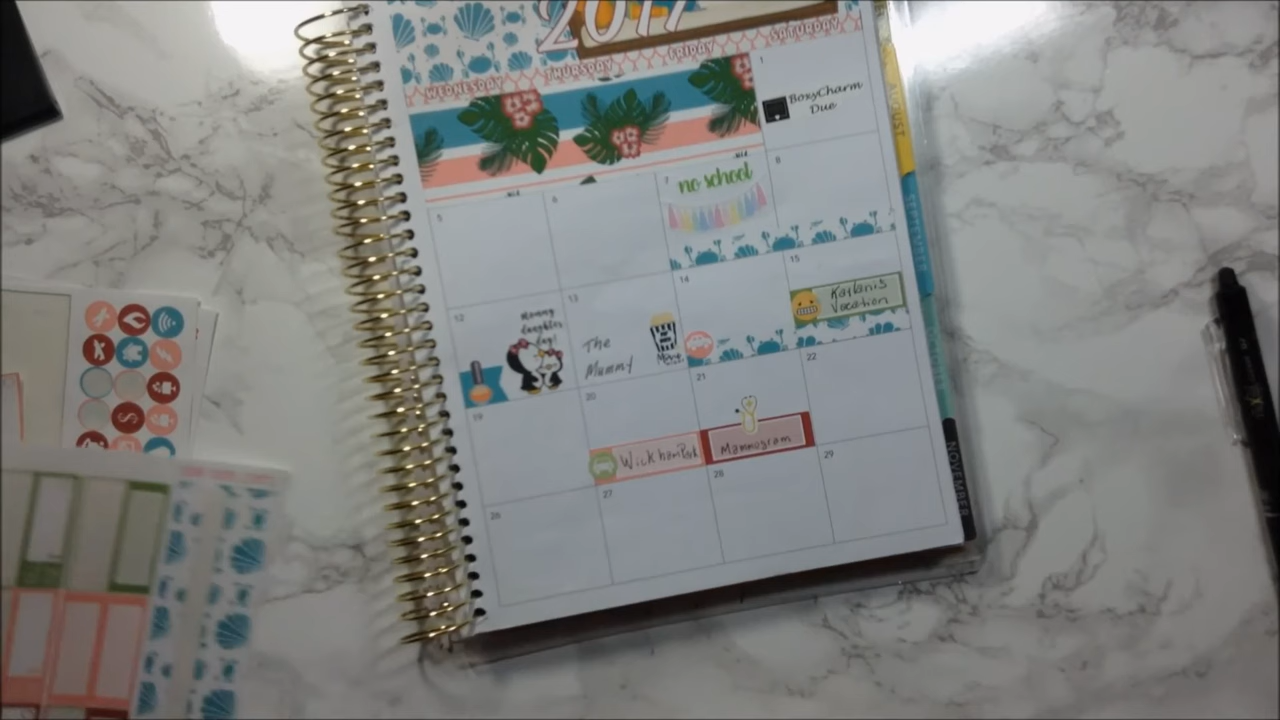 2017
WEDNESDAY THURSDAY FRIDAY SATURDAY
1
BoxyCharm
Due
AUGUST
5 6 7 8
no school
SEPTEMBER
12 13 14 15
Mommy
daughter
day!
The
Mummy
Kaylani's
Vacation
19 20 21 22
Wickham Park
Mammogram
NOVEMBER
26 27 28 29